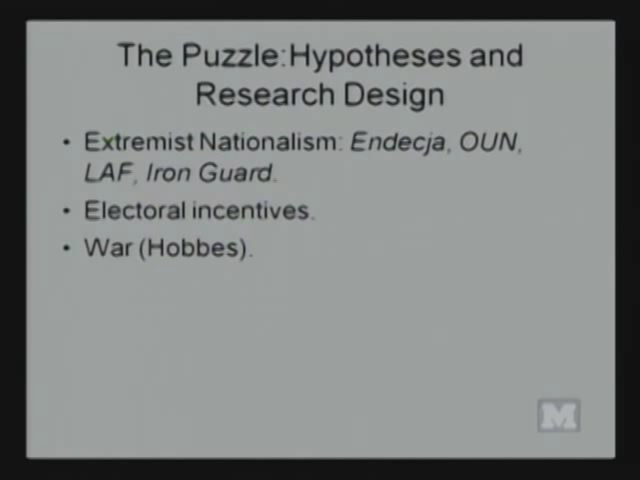 The Puzzle:Hypotheses and
Research Design
• Extremist Nationalism: Endecja, OUN,
LAF, Iron Guard.
• Electoral incentives.
• War (Hobbes).
M